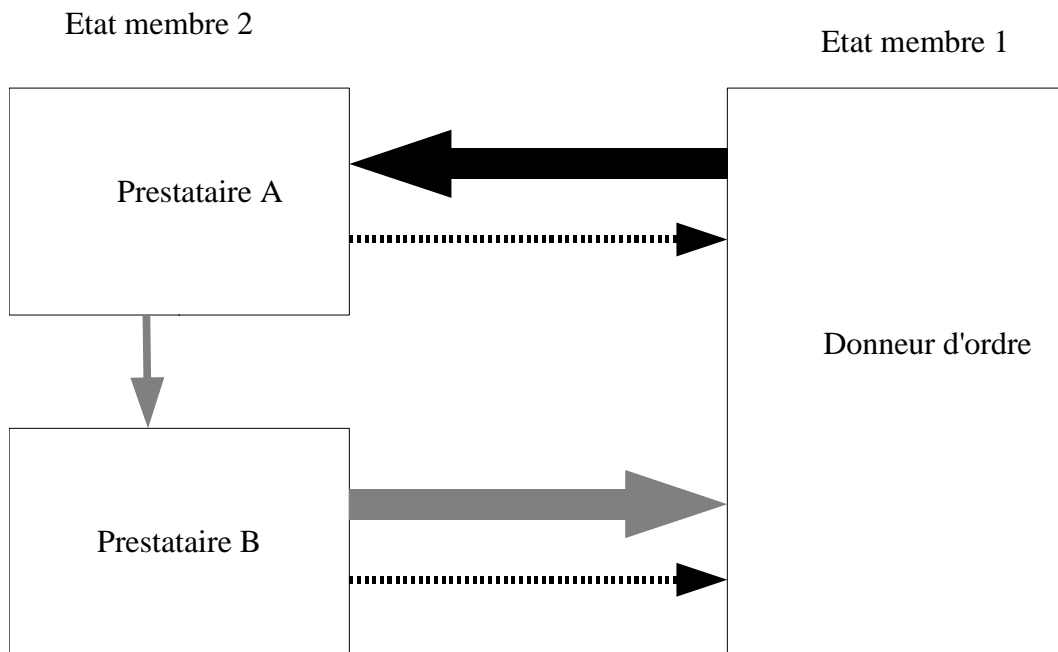 Etat membre 2
Etat membre 1
Prestataire A
Donneur d'ordre
Prestataire B